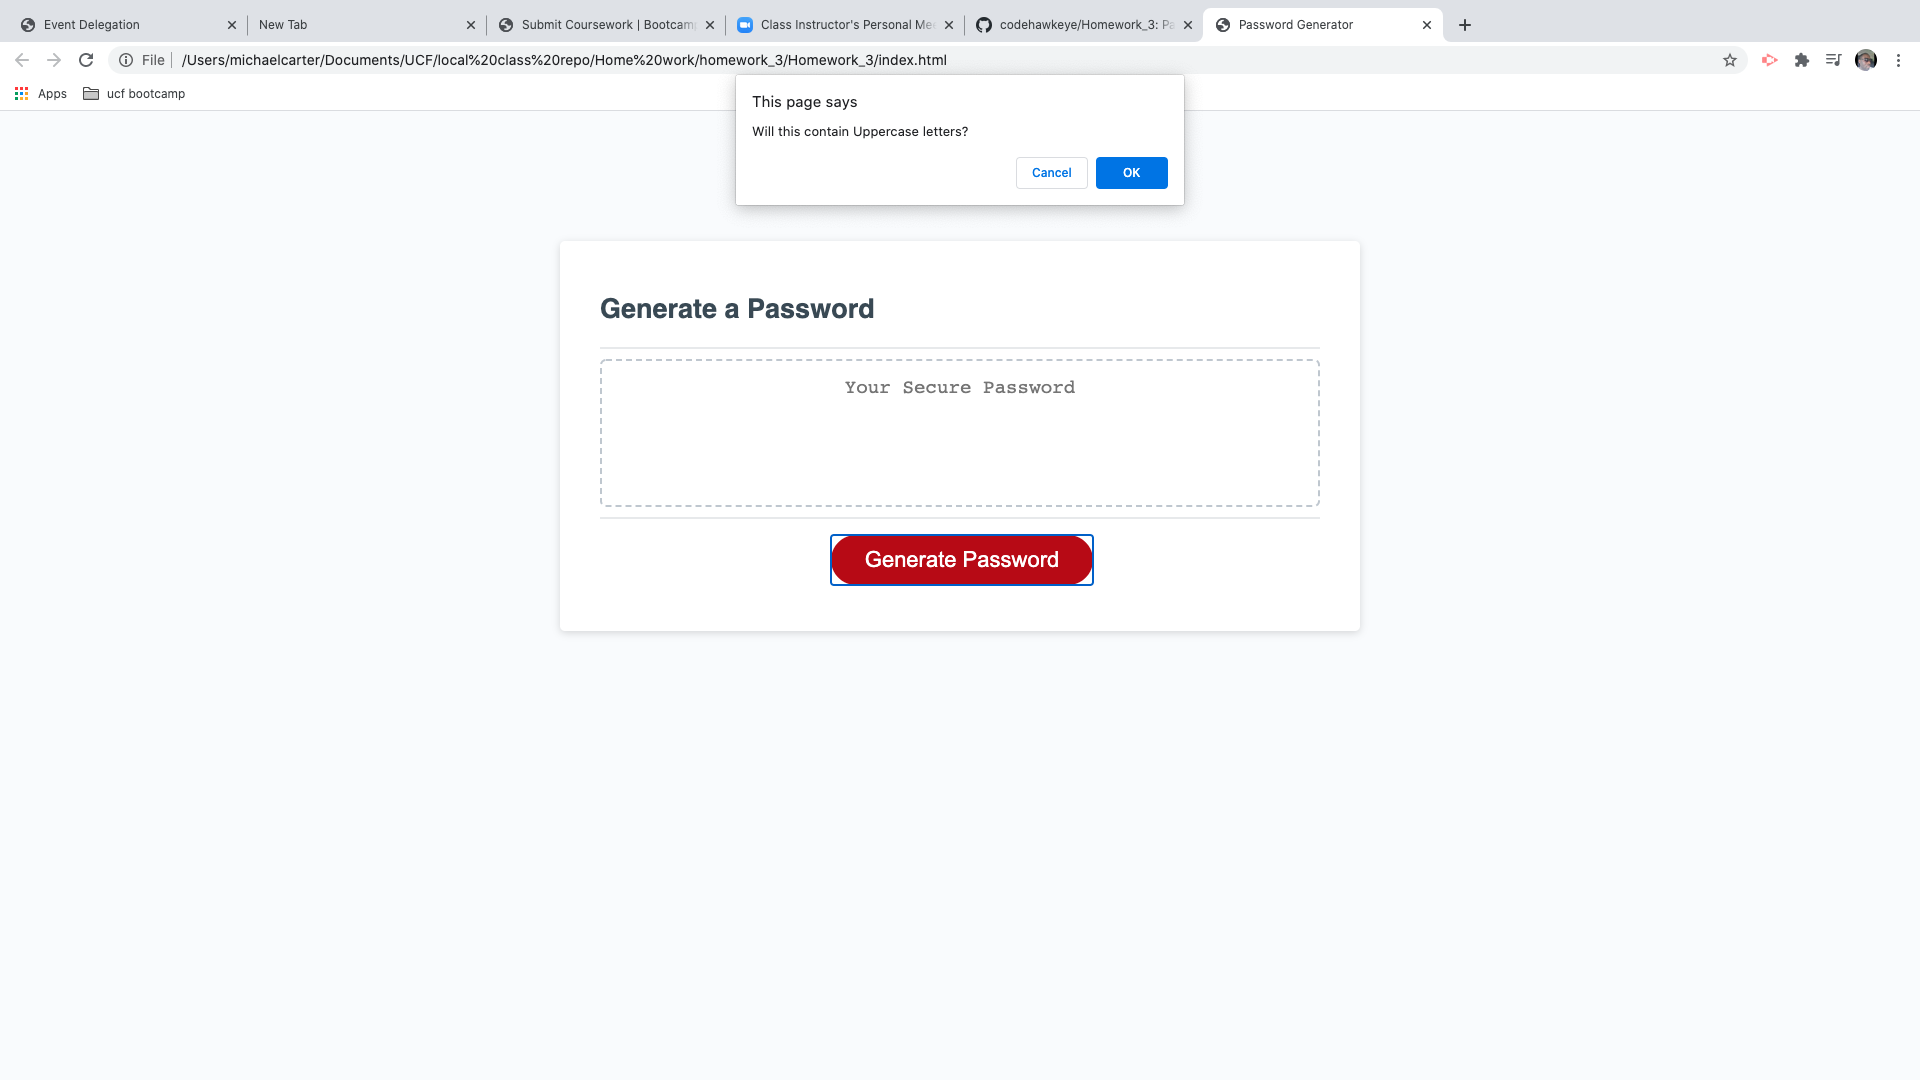 Event Delegation
New Tab
Submit Coursework | Bootcam
Class Instructor's Personal Mee
codehawkeye/Homework_3: Pa
Password Generator
File
/Users/michaelcarter/Documents/UCF/local%20class%20repo/Home%20work/homework_3/Homework_3/index.html
Apps
ucf bootcamp
This page says
Will this contain Uppercase letters?
Cancel
OK
Generate a Password
Your Secure Password
Generate Password